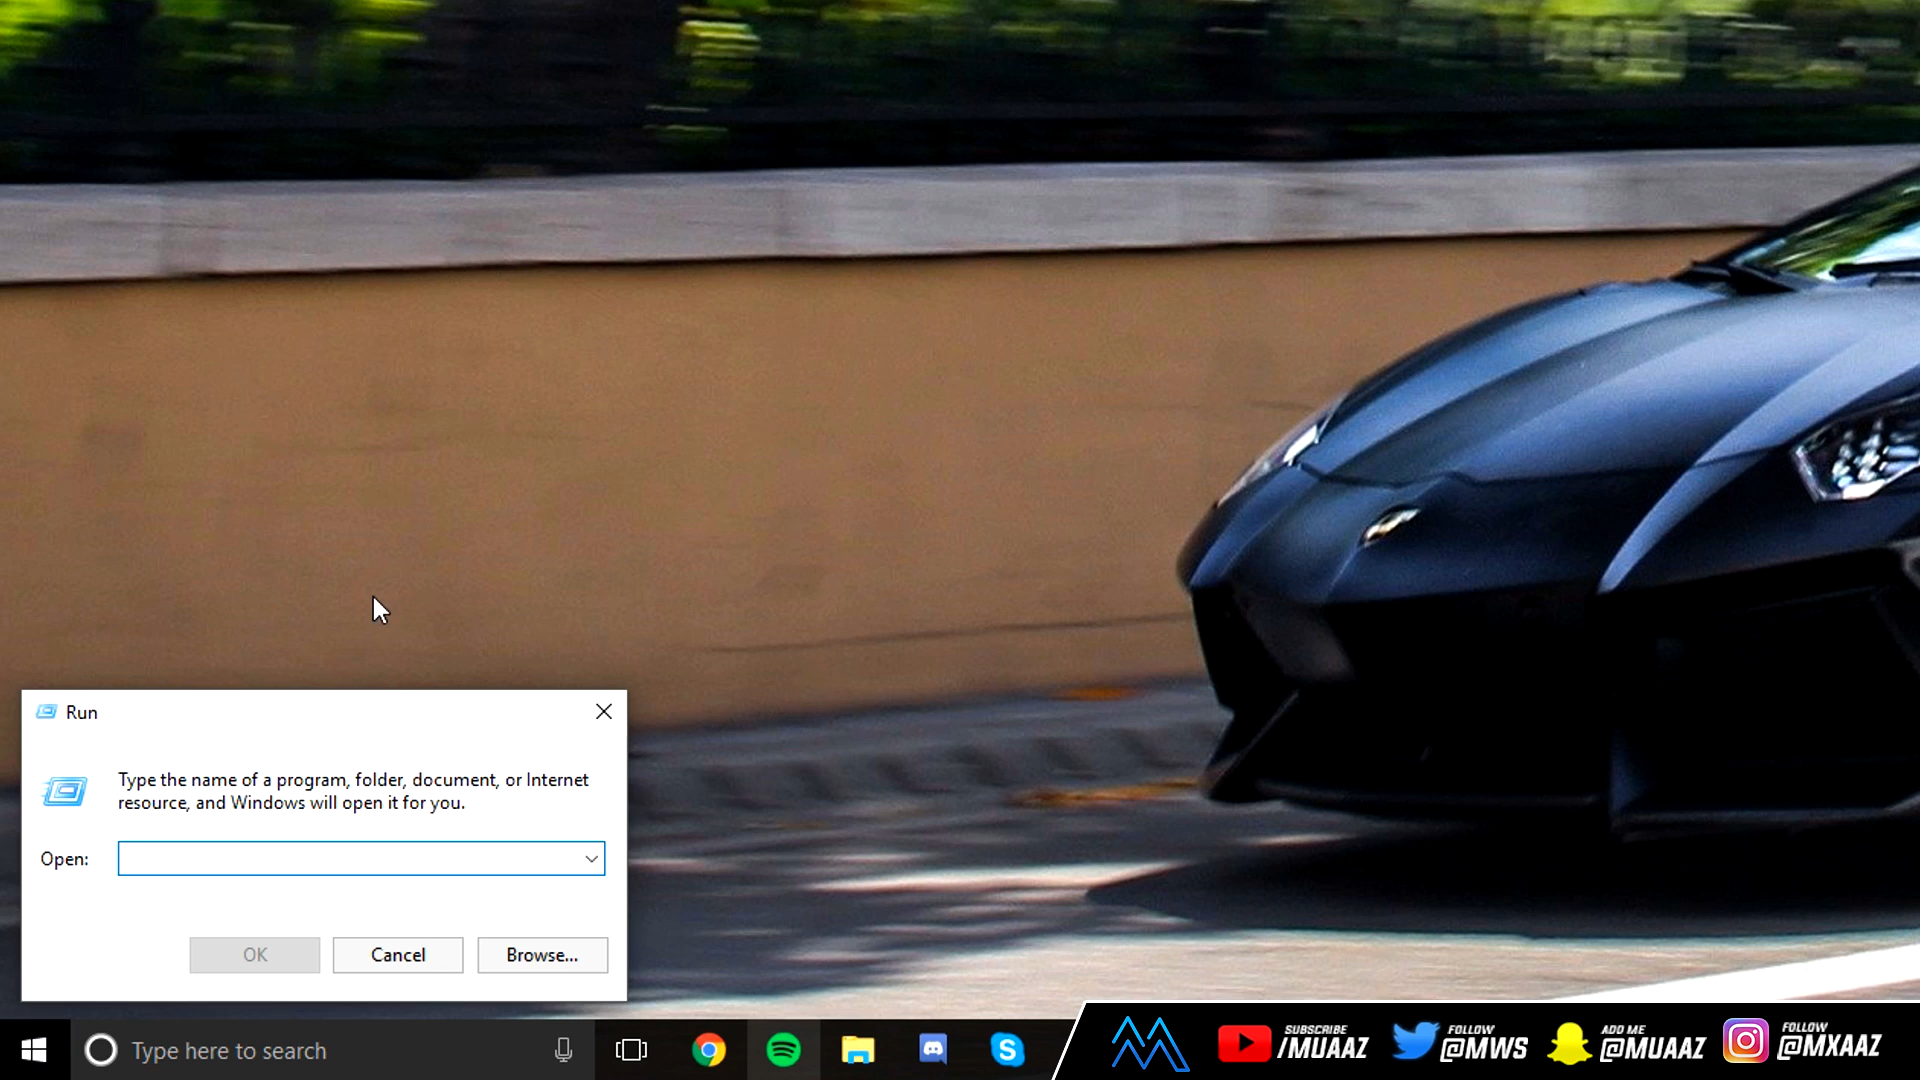 Run
Type the name of a program, folder, document, or Internet
resource, and Windows will open it for you.
Open:
OK
Cancel
Browse...
Type here to search
SUBSCRIBE
/MUAAZ
FOLLOW
@MWS
ADD ME
@MUAAZ
FOLLOW
@MXAAZ